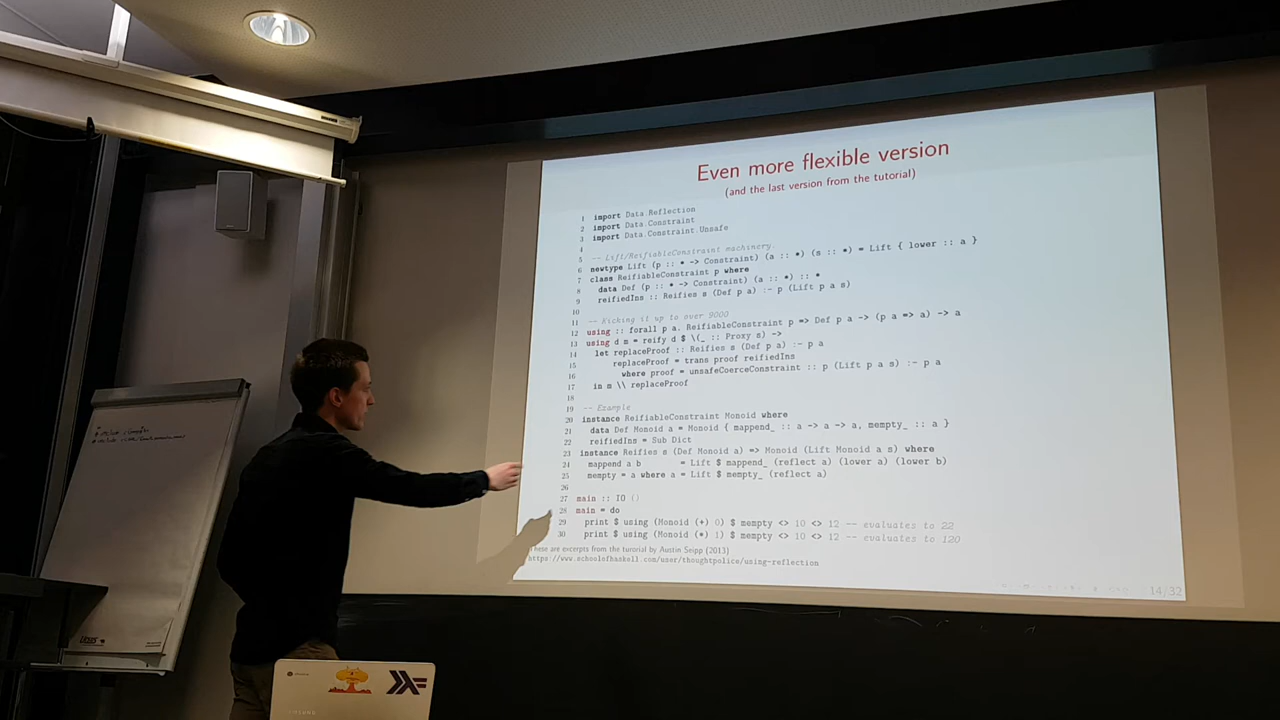 Even more flexible version
(and the last version from the tutorial)
1 import Data.Reflection
2 import Data.Constraint
3 import Data.Constraint.Unsafe
4
5 -- Lift/ReifiableConstraint machinery.
6 newtype Lift (p :: * -> Constraint) (a :: *) (s :: *) = Lift { lower :: a }
7 class ReifiableConstraint p where
8 data Def (p :: * -> Constraint) (a :: *) :: *
9 reifiedIns :: Reifies s (Def p a) :- p (Lift p a s)
10
11 -- Kicking it up to over 9000
12 using :: forall p a. ReifiableConstraint p => Def p a -> (p a => a) -> a
13 using d m = reify d $ \(_ :: Proxy s) ->
14 let replaceProof :: Reifies s (Def p a) :- p a
15 replaceProof = trans proof reifiedIns
16 where proof = unsafeCoerceConstraint :: p (Lift p a s) :- p a
17 in m \\ replaceProof
18
19 -- Example
20 instance ReifiableConstraint Monoid where
21 data Def Monoid a = Monoid { mappend_ :: a -> a -> a, mempty_ :: a }
22 reifiedIns = Sub Dict
23 instance Reifies s (Def Monoid a) => Monoid (Lift Monoid a s) where
24 mappend a b = Lift $ mappend_ (reflect a) (lower a) (lower b)
25 mempty = a where a = Lift $ mempty_ (reflect a)
26
27 main :: IO ()
28 main = do
29 print $ using (Monoid (+) 0) $ mempty <> 10 <> 12 -- evaluates to 22
30 print $ using (Monoid (*) 1) $ mempty <> 10 <> 12 -- evaluates to 120
These are excerpts from the tutorial by Austin Seipp [2013]
https://www.schoolofhaskell.com/user/thoughtpolice/using-reflection
14/32